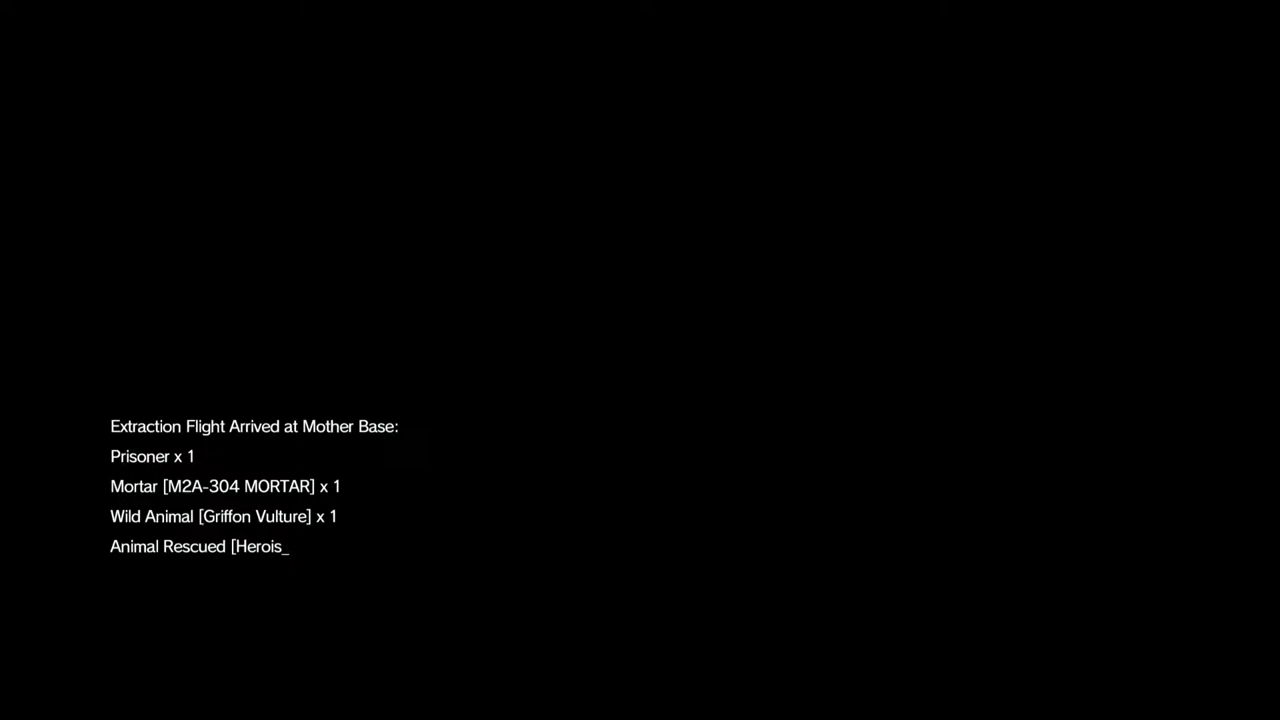 Extraction Flight Arrived at Mother Base:
Prisoner x 1
Mortar [M2A-304 MORTAR] x 1
Wild Animal [Griffon Vulture] x 1
Animal Rescued [Herois_